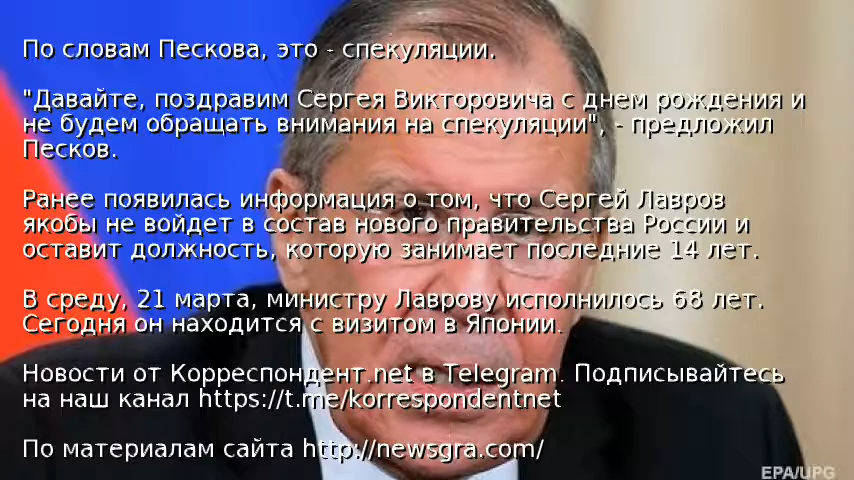 По словам Пескова, это - спекуляции.
"Давайте, поздравим Сергея Викторовича с днем рождения и
не будем обращать внимания на спекуляции", - предложил
Песков.
Ранее появилась информация о том, что Сергей Лавров
якобы не войдет в состав нового правительства России и
оставит должность, которую занимает последние 14 лет.
В среду, 21 марта, министру Лаврову исполнилось 68 лет.
Сегодня он находится с визитом в Японии.
Новости от Корреспондент.net в Telegram. Подписывайтесь
на наш канал https://t.me/korrespondentnet
По материалам сайта http://newsgra.com/
EPA/UPG